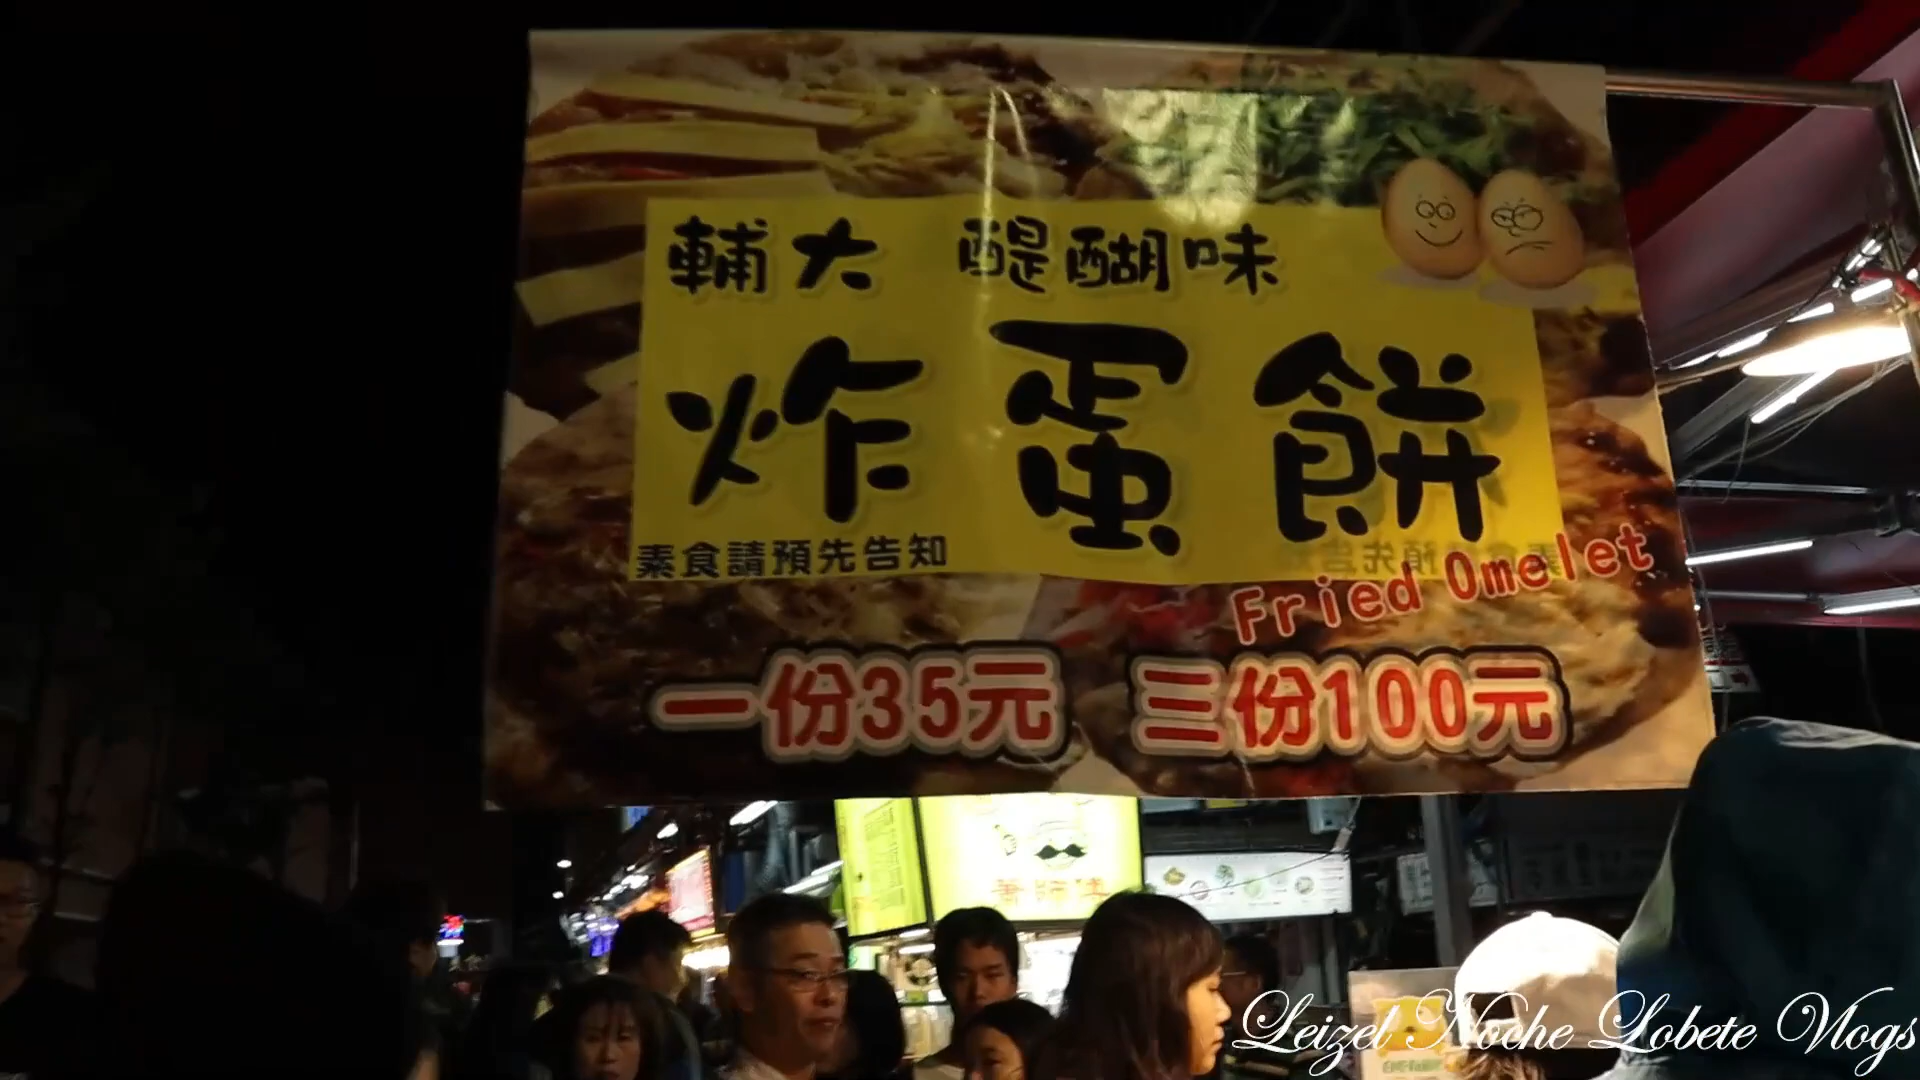 輔大 醍醐味
炸蛋餅
素食請預先告知
Fried Omelet
一份35元 三份100元
Leizel Noche Lobete Vlogs